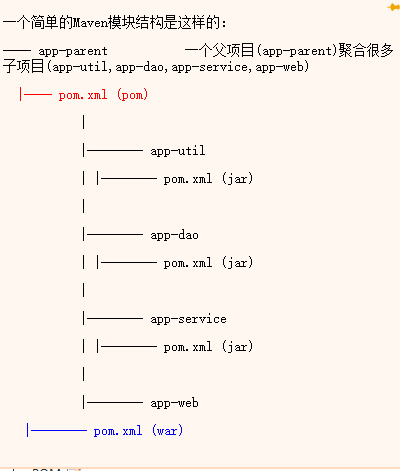 一个简单的Maven模块结构是这样的：
---- app-parent 一个父项目(app-parent)聚合很多
子项目(app-util,app-dao,app-service,app-web)
|---- pom.xml (pom)
|
|-------- app-util
| |-------- pom.xml (jar)
|
|-------- app-dao
| |-------- pom.xml (jar)
|
|-------- app-service
| |-------- pom.xml (jar)
|
|-------- app-web
|-------- pom.xml (war)